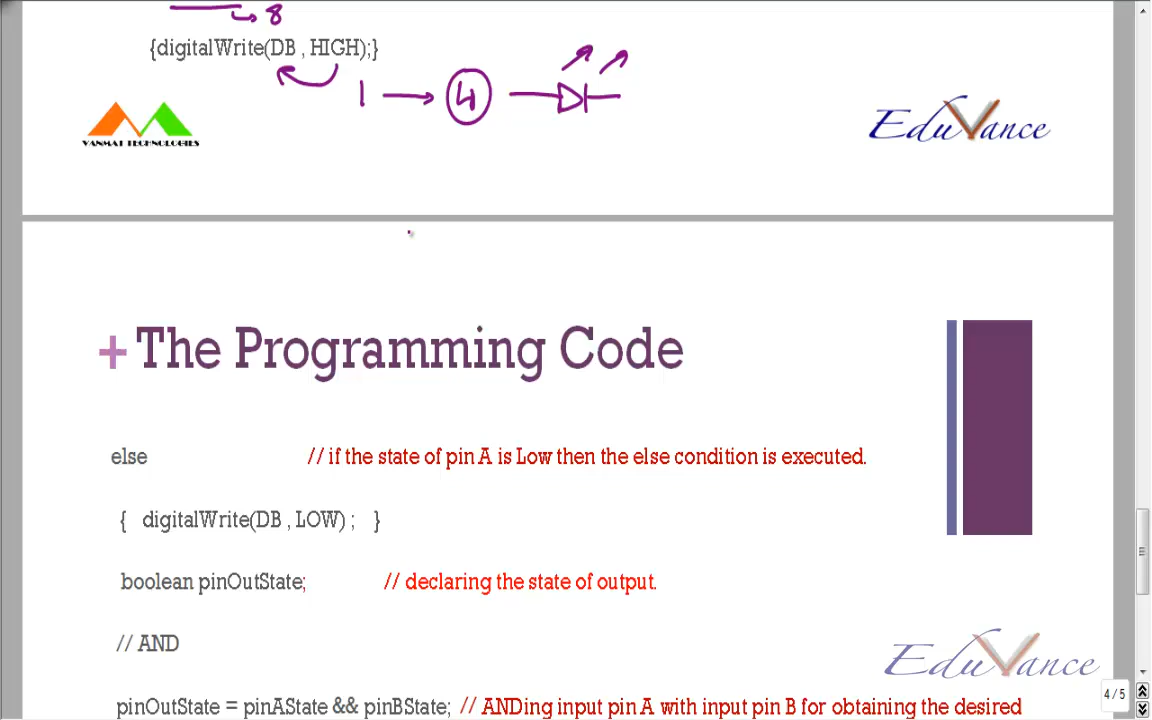 8
{digitalWrite(DB , HIGH);}
1 4
VANMAT TECHNOLOGIES
EduVance
+ The Programming Code
else // if the state of pin A is Low then the else condition is executed.
{ digitalWrite(DB , LOW) ; }
boolean pinOutState; // declaring the state of output.
// AND
EduVance
4 / 5
pinOutState = pinAState && pinBState; // ANDing input pin A with input pin B for obtaining the desired